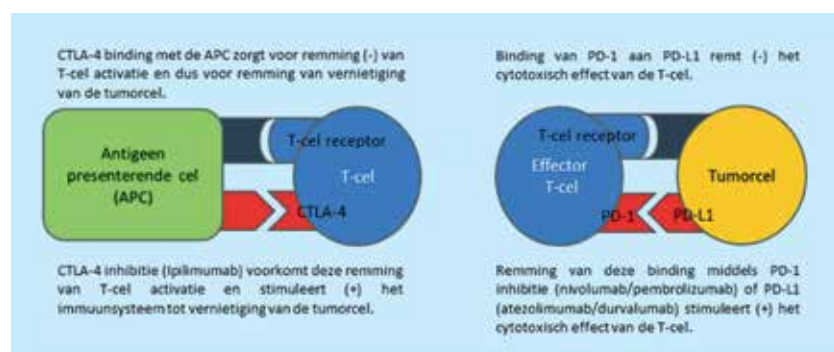 CTLA-4 binding met de APC zorgt voor remming (-) van
T-cel activatie en dus voor remming van vernietiging
van de tumorcel.
Antigeen
presenterende cel
(APC)
T-cel receptor
T-cel
CTLA-4
CTLA-4 inhibitie (Ipilimumab) voorkomt deze remming
van T-cel activatie en stimuleert (+) het
immuunsysteem tot vernietiging van de tumorcel.
Binding van PD-1 aan PD-L1 remt (-) het
cytotoxisch effect van de T-cel.
T-cel receptor
Effector
T-cel
Tumorcel
PD-1
PD-L1
Remming van deze binding middels PD-1
inhibitie (nivolumab/pembrolizumab) of PD-L1
(atezolimumab/durvalumab) stimuleert (+) het
cytotoxisch effect van de T-cel.